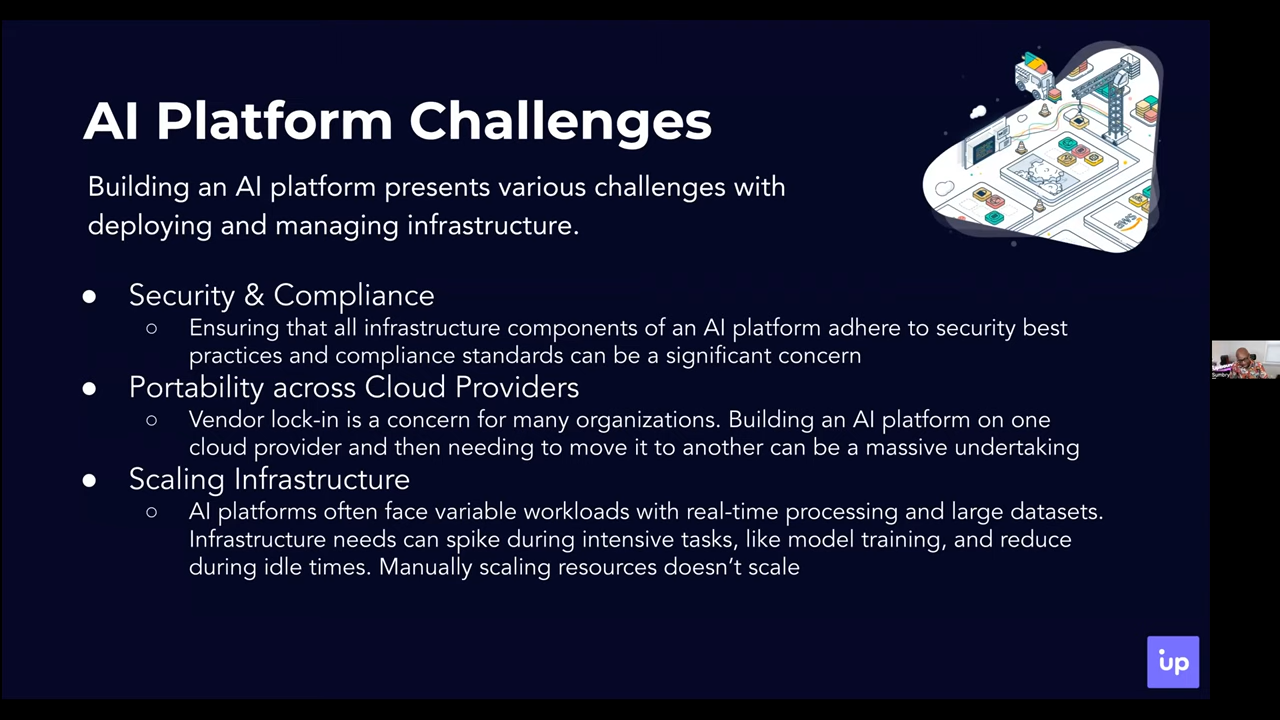 AI Platform Challenges
Building an AI platform presents various challenges with
deploying and managing infrastructure.
● Security & Compliance
○ Ensuring that all infrastructure components of an AI platform adhere to security best
practices and compliance standards can be a significant concern
● Portability across Cloud Providers
○ Vendor lock-in is a concern for many organizations. Building an AI platform on one
cloud provider and then needing to move it to another can be a massive undertaking
● Scaling Infrastructure
○ AI platforms often face variable workloads with real-time processing and large datasets.
Infrastructure needs can spike during intensive tasks, like model training, and reduce
during idle times. Manually scaling resources doesn’t scale
up